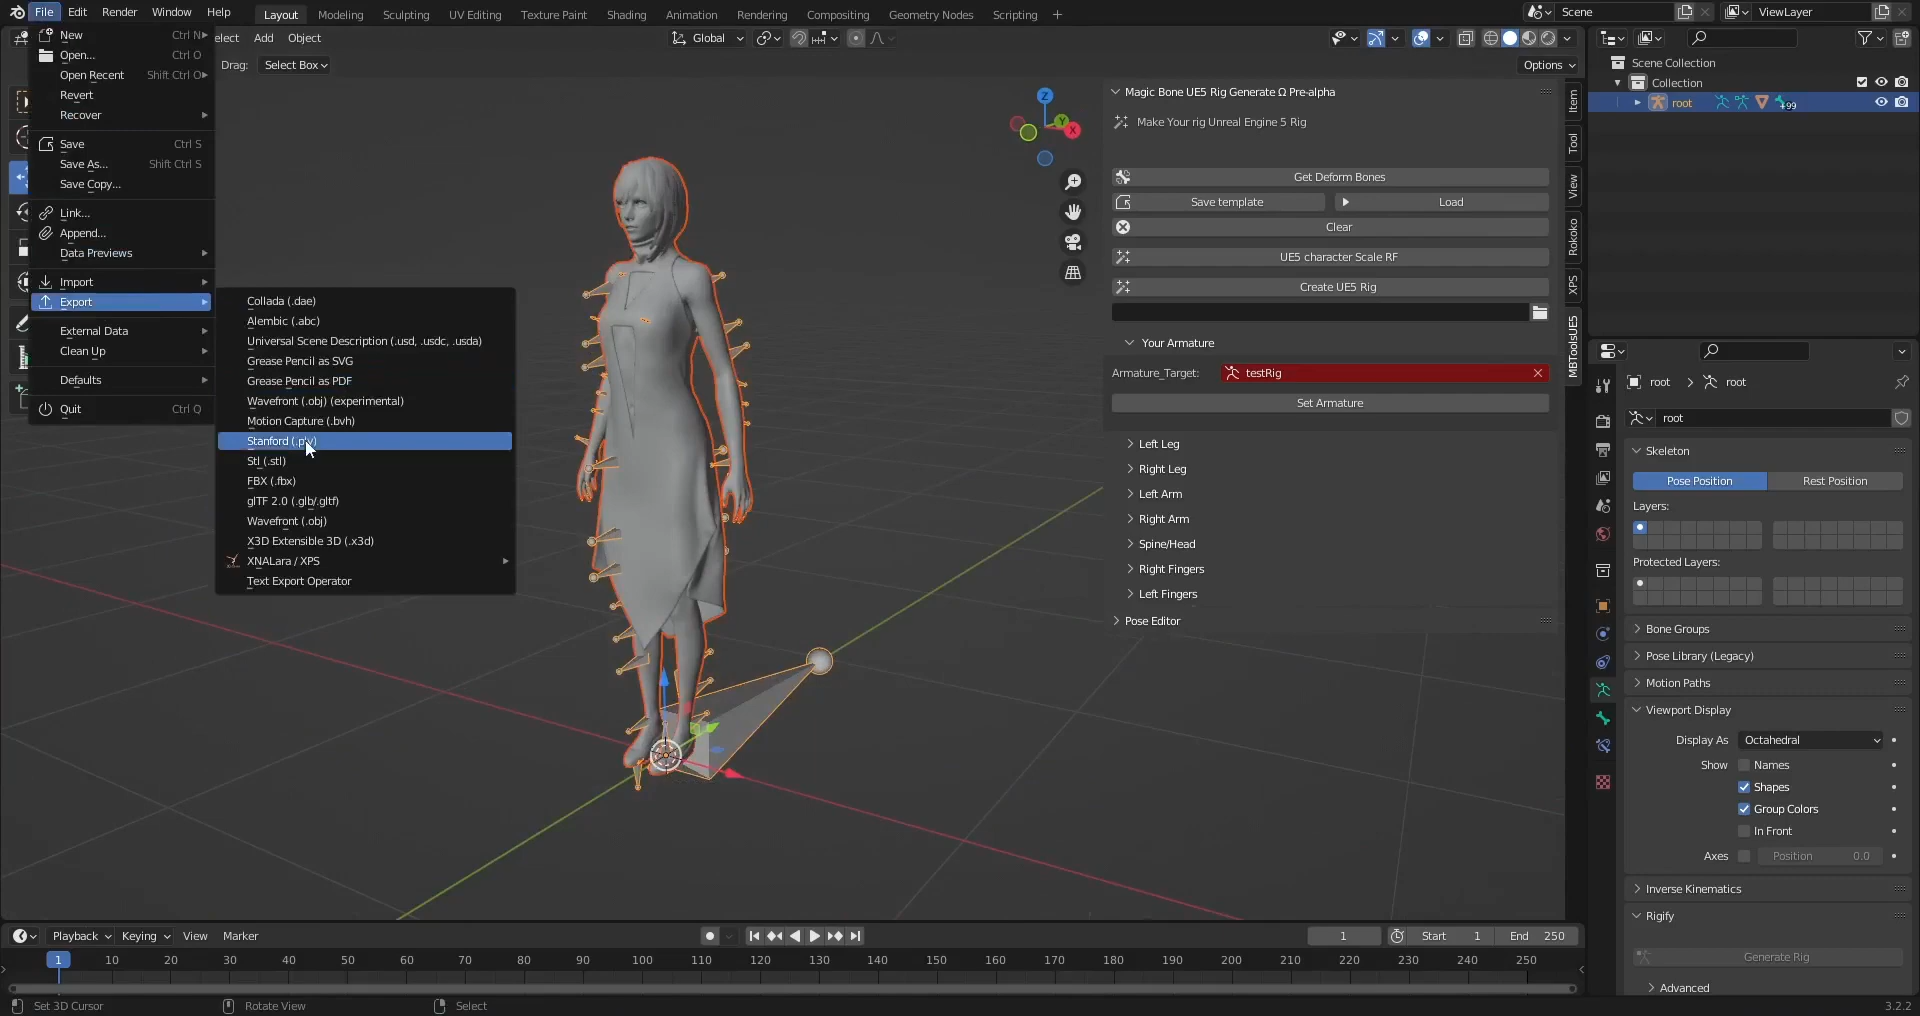 File Edit Render Window Help
Layout Modeling Sculpting UV Editing Texture Paint Shading Animation Rendering Compositing Geometry Nodes Scripting +
Scene
ViewLayer
elect Add Object
Global
Drag: Select Box
Options
New Ctrl N
Open... Ctrl O
Open Recent Shift Ctrl O
Revert
Recover
Save Ctrl S
Save As... Shift Ctrl S
Save Copy...
Link...
Append...
Data Previews
Import
Export
External Data
Clean Up
Defaults
Quit Ctrl Q
Collada (.dae)
Alembic (.abc)
Universal Scene Description (.usd, .usdc, .usda)
Grease Pencil as SVG
Grease Pencil as PDF
Wavefront (.obj) (experimental)
Motion Capture (.bvh)
Stanford (.ply)
Stl (.stl)
FBX (.fbx)
glTF 2.0 (.glb/.gltf)
Wavefront (.obj)
X3D Extensible 3D (.x3d)
XNALara / XPS
Text Export Operator
Z
Y
X
Magic Bone UE5 Rig Generate Ω Pre-alpha
Make Your rig Unreal Engine 5 Rig
Get Deform Bones
Save template Load
Clear
UE5 character Scale RF
Create UE5 Rig
Your Armature
Armature_Target: testRig
Set Armature
Left Leg
Right Leg
Left Arm
Right Arm
Spine/Head
Right Fingers
Left Fingers
Pose Editor
Item
Tool
View
Rokoko
XPS
MBToolsUE5
Scene Collection
Collection
root +99
root > root
root
Skeleton
Pose Position Rest Position
Layers:
Protected Layers:
Bone Groups
Pose Library (Legacy)
Motion Paths
Viewport Display
Display As Octahedral
Show Names
Shapes
Group Colors
In Front
Axes Position 0.0
Inverse Kinematics
Rigify
Generate Rig
Advanced
Playback Keying View Marker
1 Start 1 End 250
1 10 20 30 40 50 60 70 80 90 100 110 120 130 140 150 160 170 180 190 200 210 220 230 240 250
Set 3D Cursor Rotate View Select
3.2.2